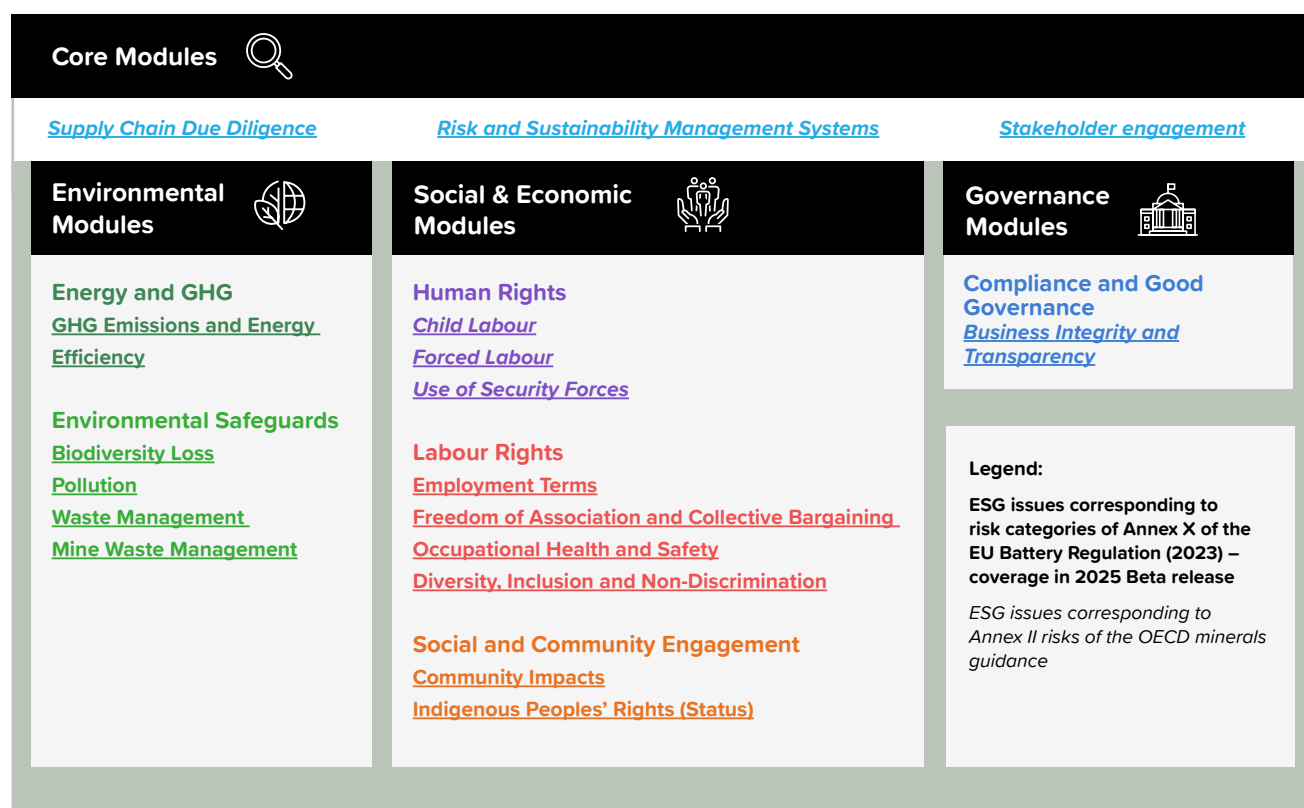 Core Modules
Supply Chain Due Diligence
Risk and Sustainability Management Systems
Stakeholder engagement
Environmental
Modules
Energy and GHG
GHG Emissions and Energy
Efficiency
Environmental Safeguards
Biodiversity Loss
Pollution
Waste Management
Mine Waste Management
Social & Economic
Modules
Human Rights
Child Labour
Forced Labour
Use of Security Forces
Labour Rights
Employment Terms
Freedom of Association and Collective Bargaining
Occupational Health and Safety
Diversity, Inclusion and Non-Discrimination
Social and Community Engagement
Community Impacts
Indigenous Peoples’ Rights (Status)
Governance
Modules
Compliance and Good
Governance
Business Integrity and
Transparency
Legend:
ESG issues corresponding to
risk categories of Annex X of the
EU Battery Regulation (2023) –
coverage in 2025 Beta release
ESG issues corresponding to
Annex II risks of the OECD minerals
guidance